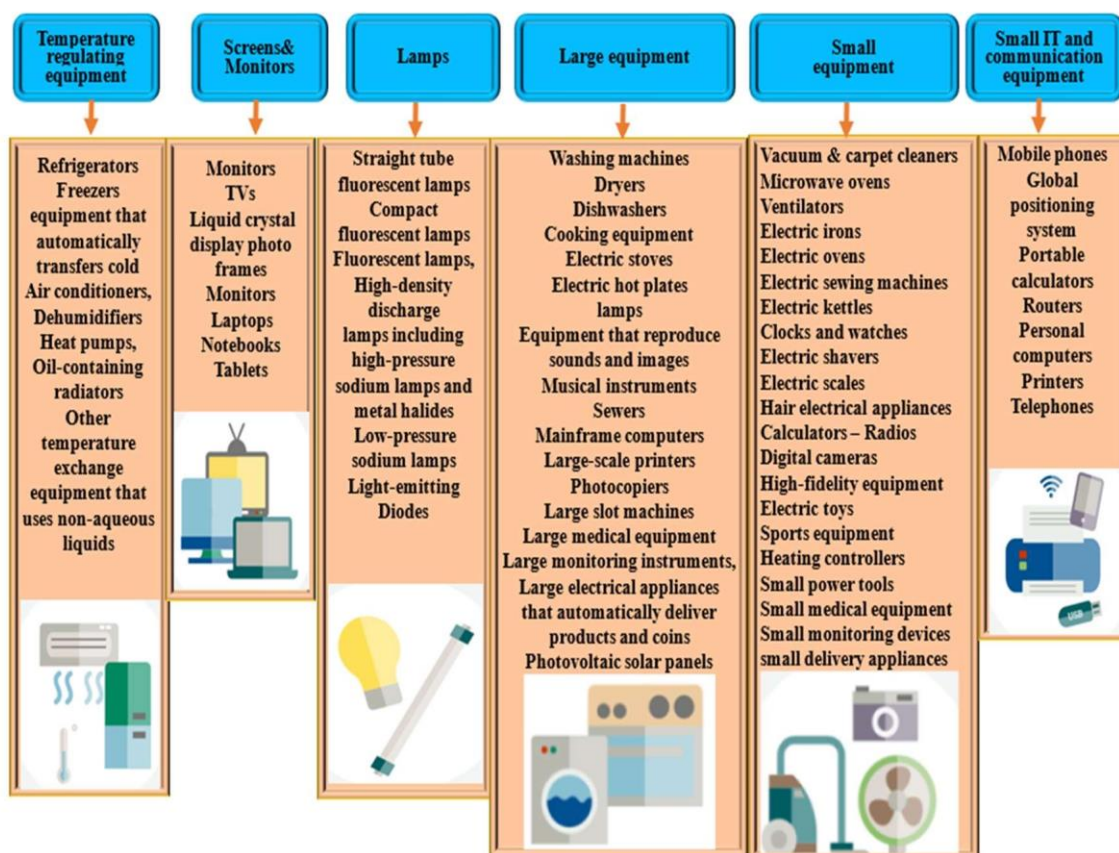 Temperature
regulating
equipment
Screens&
Monitors
Lamps
Large equipment
Small
equipment
Small IT and
communication
equipment
Refrigerators
Freezers
equipment that
automatically
transfers cold
Air conditioners,
Dehumidifiers
Heat pumps,
Oil-containing
radiators
Other
temperature
exchange
equipment that
uses non-aqueous
liquids
Monitors
TVs
Liquid crystal
display photo
frames
Monitors
Laptops
Notebooks
Tablets
Straight tube
fluorescent lamps
Compact
fluorescent lamps
Fluorescent lamps,
High-density
discharge
lamps including
high-pressure
sodium lamps and
metal halides
Low-pressure
sodium lamps
Light-emitting
Diodes
Washing machines
Dryers
Dishwashers
Cooking equipment
Electric stoves
Electric hot plates
lamps
Equipment that reproduce
sounds and images
Musical instruments
Sewers
Mainframe computers
Large-scale printers
Photocopiers
Large slot machines
Large medical equipment
Large monitoring instruments,
Large electrical appliances
that automatically deliver
products and coins
Photovoltaic solar panels
Vacuum & carpet cleaners
Microwave ovens
Ventilators
Electric irons
Electric ovens
Electric sewing machines
Electric kettles
Clocks and watches
Electric shavers
Electric scales
Hair electrical appliances
Calculators – Radios
Digital cameras
High-fidelity equipment
Electric toys
Sports equipment
Heating controllers
Small power tools
Small medical equipment
Small monitoring devices
small delivery appliances
Mobile phones
Global
positioning
system
Portable
calculators
Routers
Personal
computers
Printers
Telephones
USB